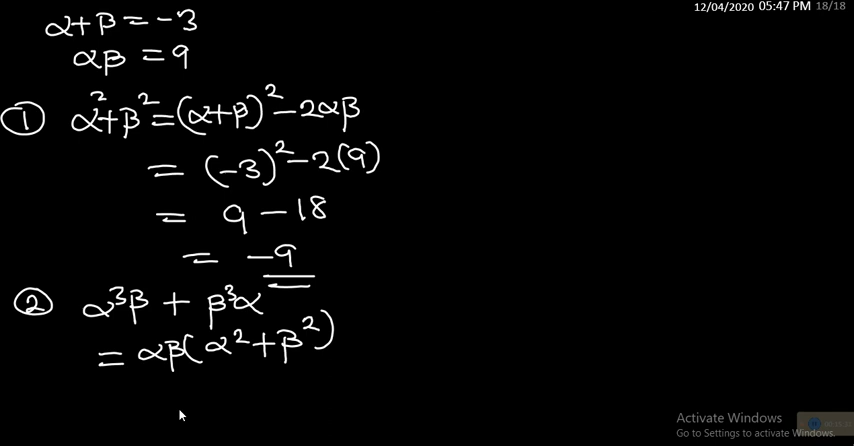 12/04/2020 05:47 PM 18/18
α+β = -3
αβ = 9
① α²+β² = (α+β)² - 2αβ
= (-3)² - 2(9)
= 9 - 18
= -9
② α³β + β³α
= αβ(α²+β²)
Activate Windows
Go to Settings to activate Windows.